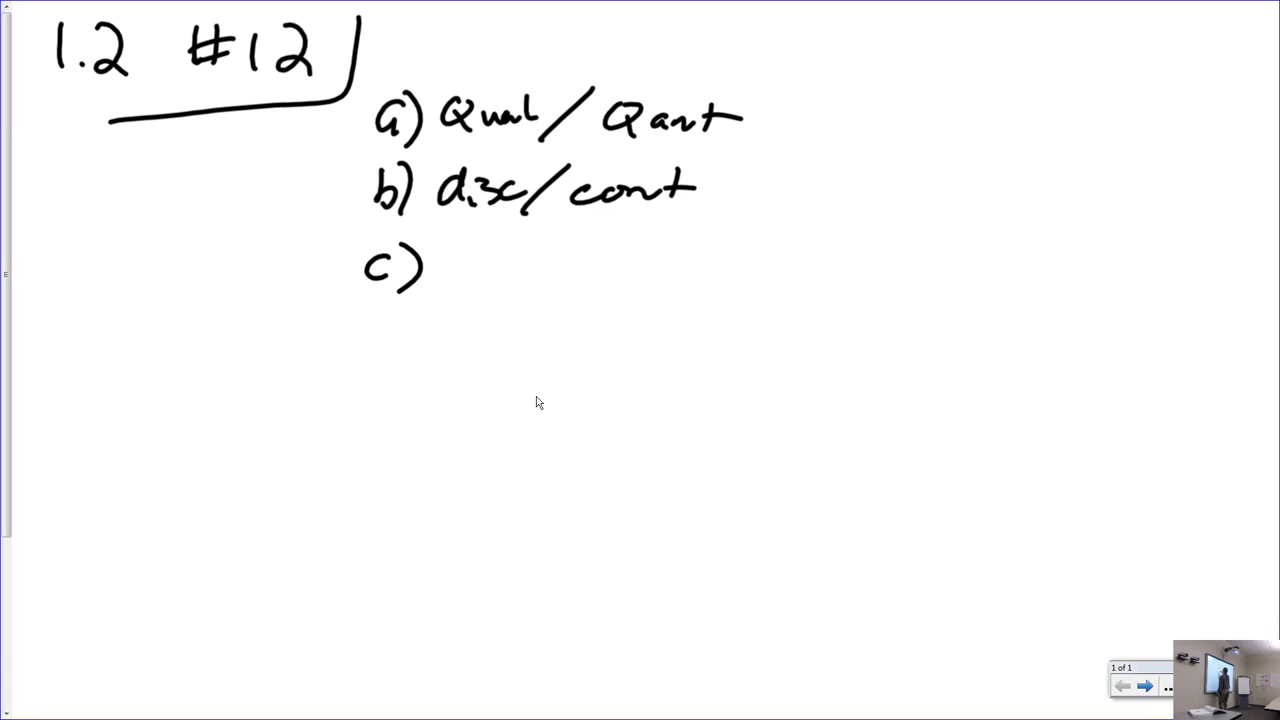 1.2 #12
a) Qual/Qant
b) disc/cont
c)
1 of 1